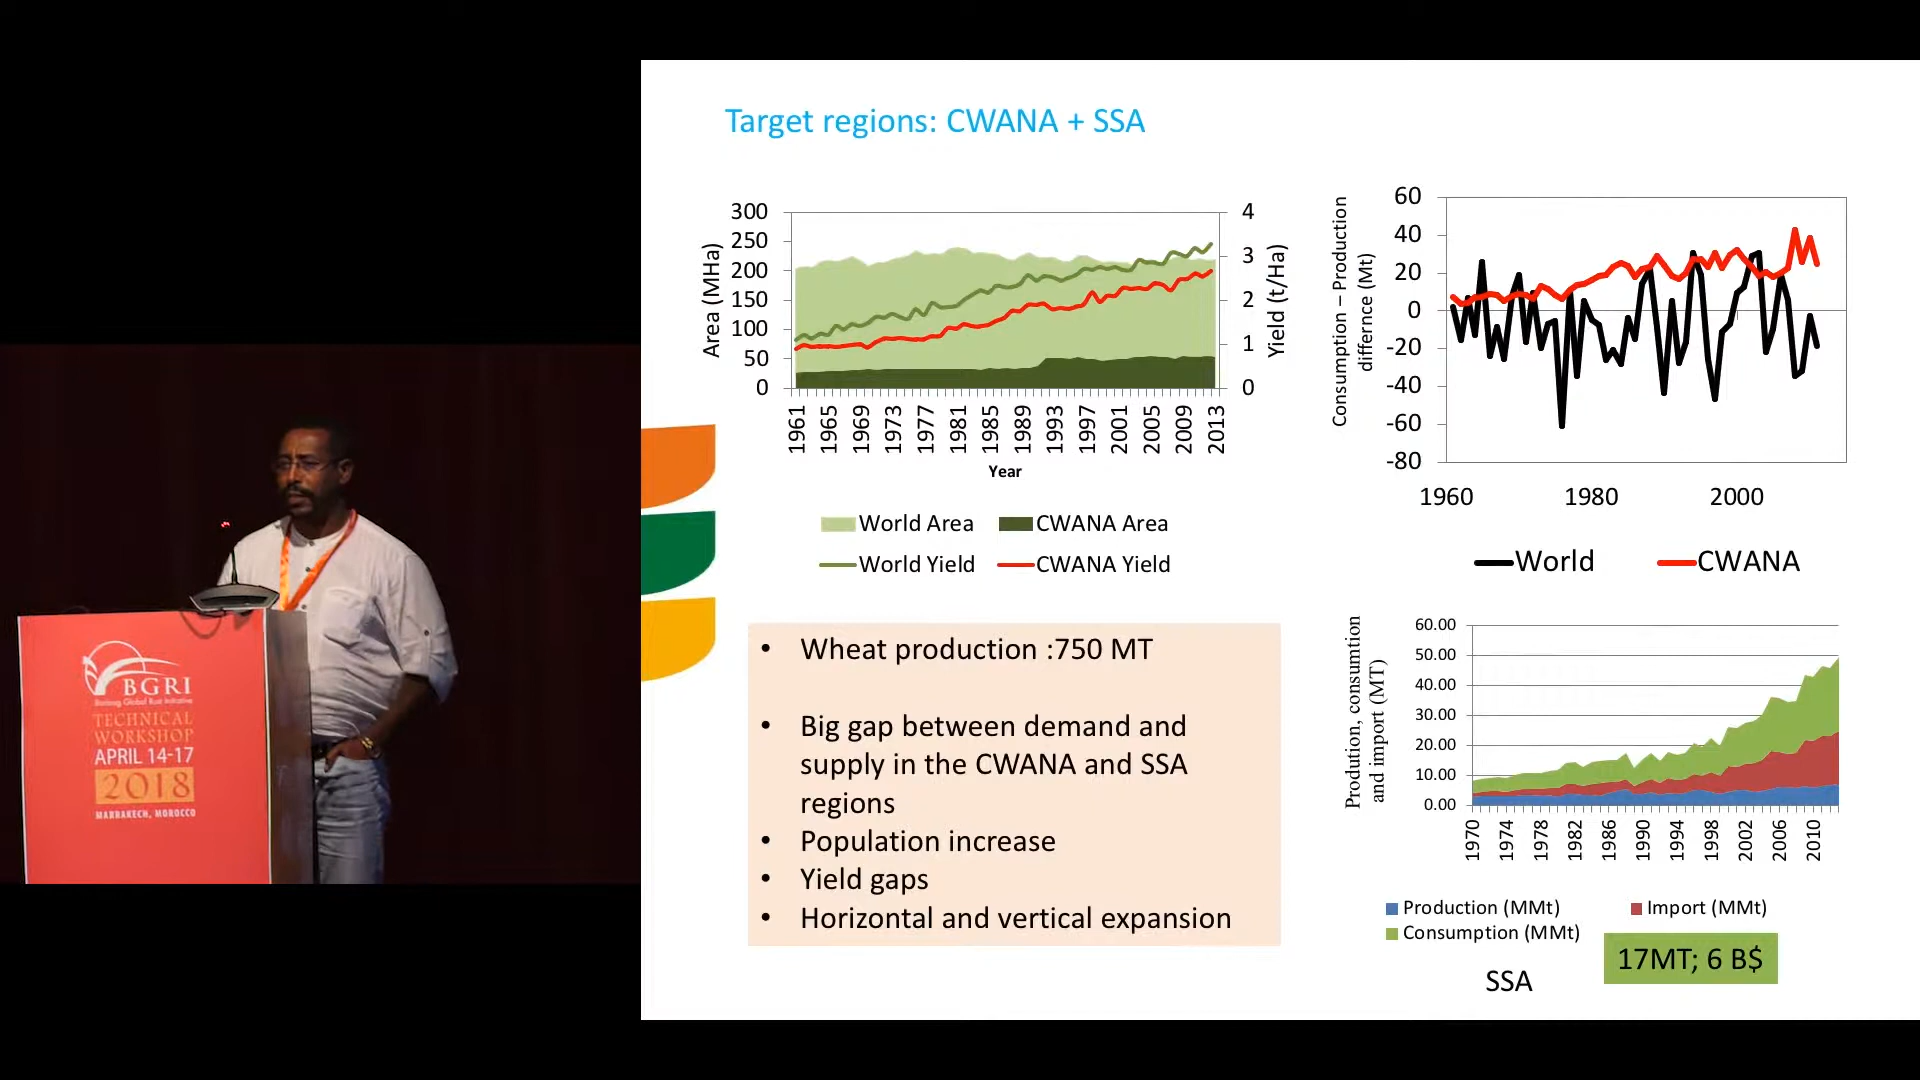 BGRI
Borlaug Global Rust Initiative
TECHNICAL
WORKSHOP
APRIL 14-17
2018
MARRAKECH, MOROCCO
Target regions: CWANA + SSA
Area (MHa)
300
250
200
150
100
50
0
Yield (t/Ha)
4
3
2
1
0
1961
1965
1969
1973
1977
1981
1985
1989
1993
1997
2001
2005
2009
2013
Year
World Area
CWANA Area
World Yield
CWANA Yield
Consumption – Production
differnce (Mt)
60
40
20
0
-20
-40
-60
-80
1960
1980
2000
World
CWANA
• Wheat production :750 MT
• Big gap between demand and
supply in the CWANA and SSA
regions
• Population increase
• Yield gaps
• Horizontal and vertical expansion
Prodution, consumtion
and import (MT)
60.00
50.00
40.00
30.00
20.00
10.00
0.00
1970
1974
1978
1982
1986
1990
1994
1998
2002
2006
2010
Production (MMt)
Import (MMt)
Consumption (MMt)
17MT; 6 B$
SSA